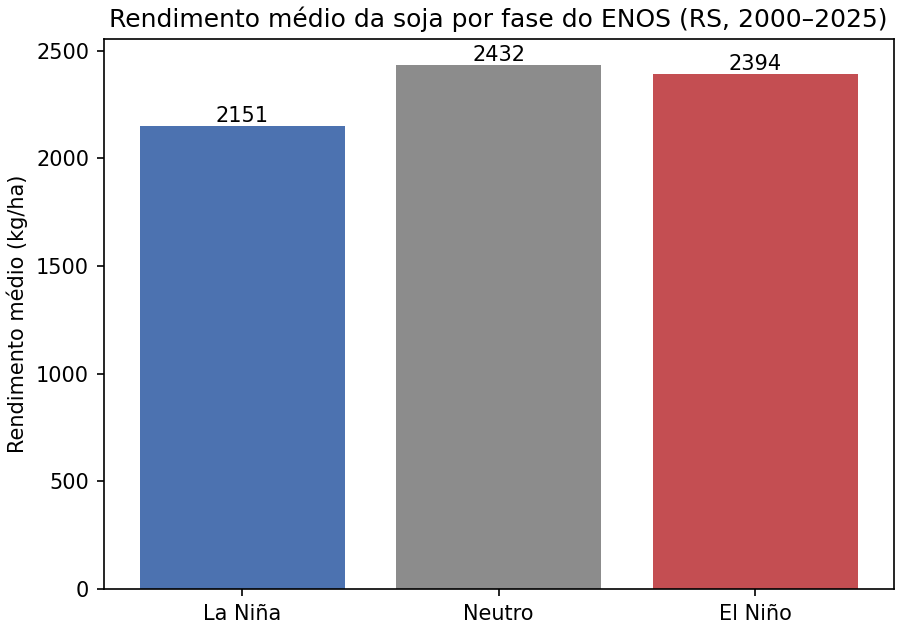 Rendimento médio da soja por fase do ENOS (RS, 2000–2025)
Rendimento médio (kg/ha)
2500
2000
1500
1000
500
0
2151
2432
2394
La Niña
Neutro
El Niño